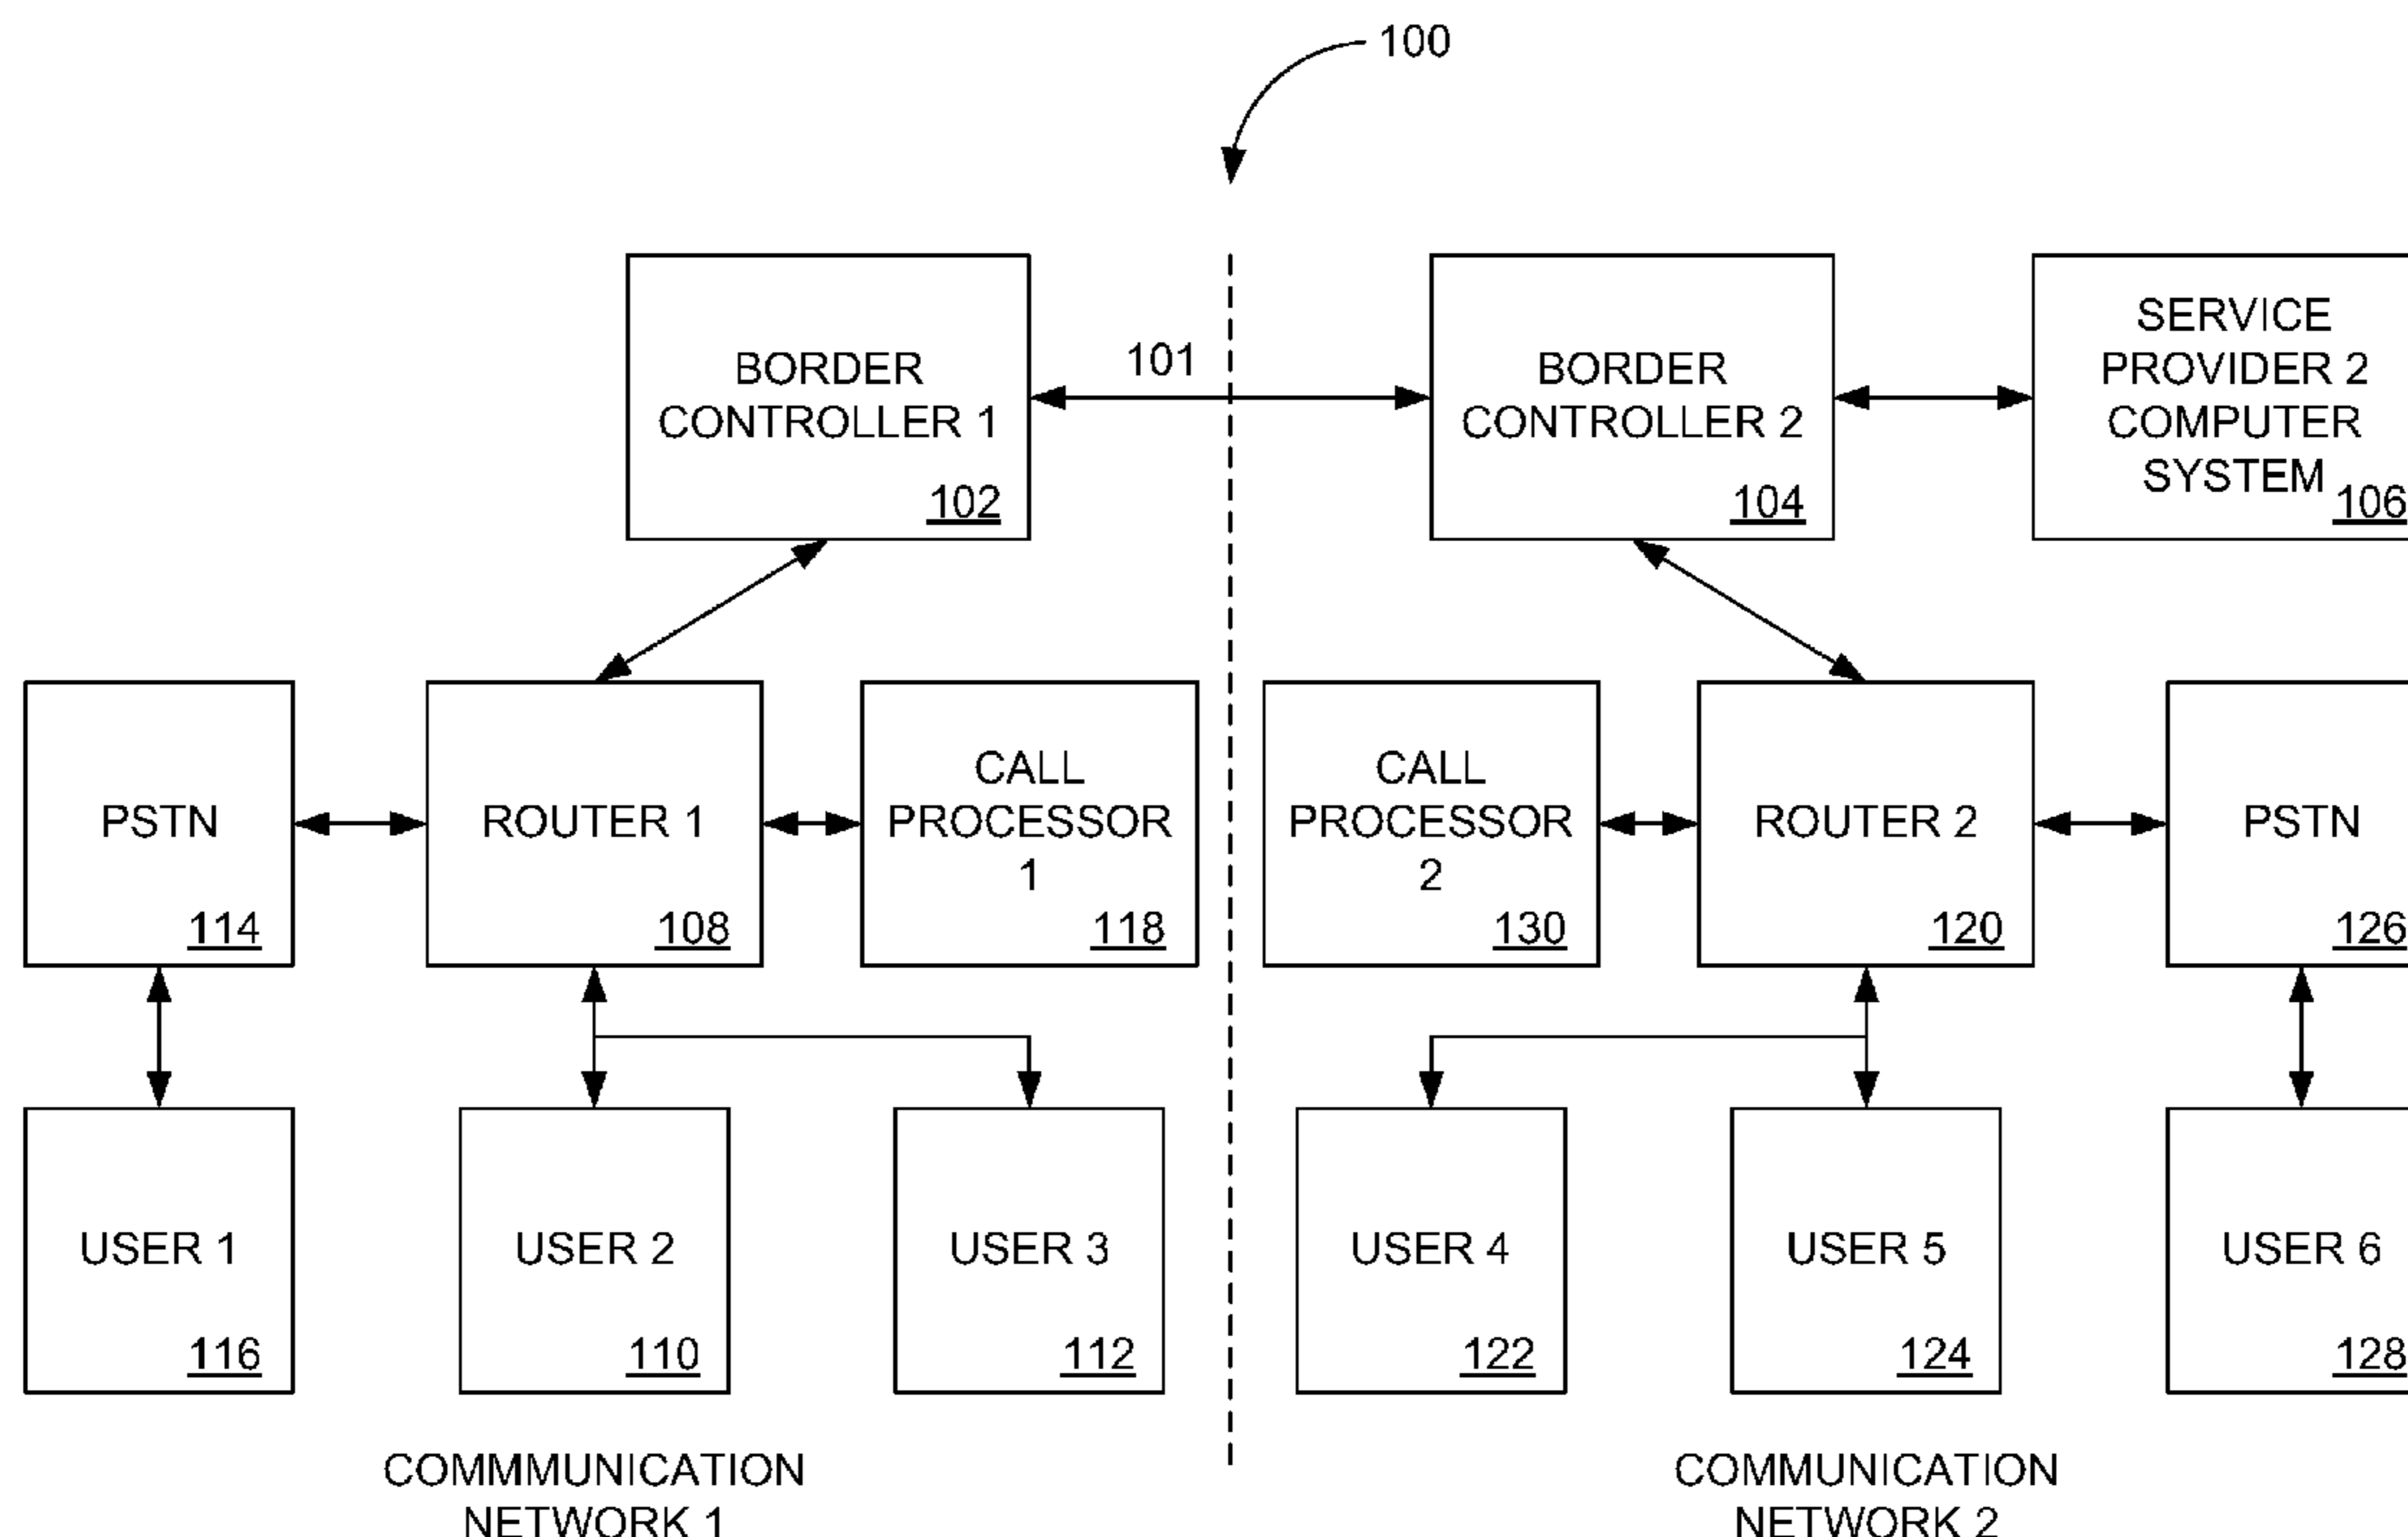 100
BORDER
CONTROLLER 1
102
101
BORDER
CONTROLLER 2
104
SERVICE
PROVIDER 2
COMPUTER
SYSTEM
106
PSTN
114
ROUTER 1
108
CALL
PROCESSOR
1
118
CALL
PROCESSOR
2
130
ROUTER 2
120
PSTN
126
USER 1
116
USER 2
110
USER 3
112
USER 4
122
USER 5
124
USER 6
128
COMMMUNICATION
NETWORK 1
COMMUNICATION
NETWORK 2